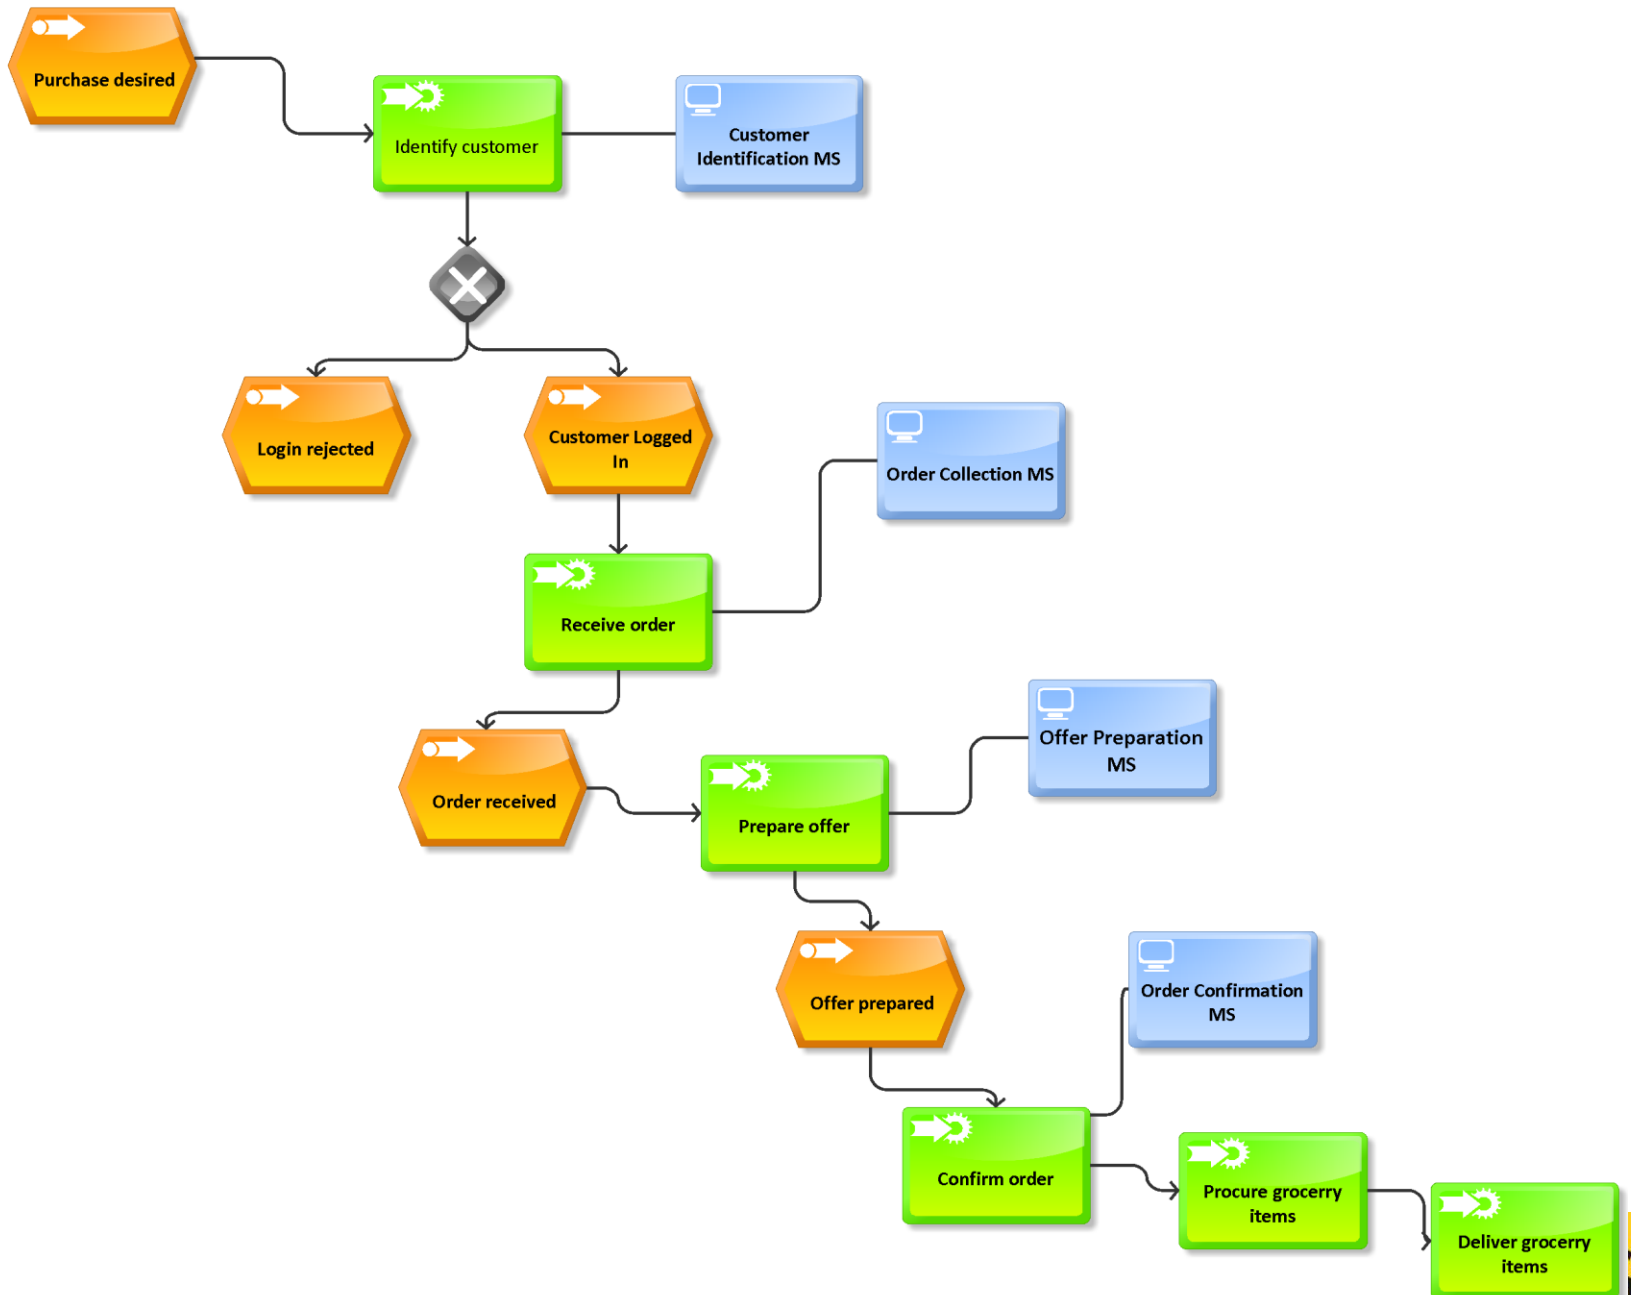 Purchase desired
Identify customer
Customer
Identification MS
Login rejected
Customer Logged
In
Order Collection MS
Receive order
Offer Preparation
MS
Order received
Prepare offer
Offer prepared
Order Confirmation
MS
Confirm order
Procure grocerry
items
Deliver grocerry
items